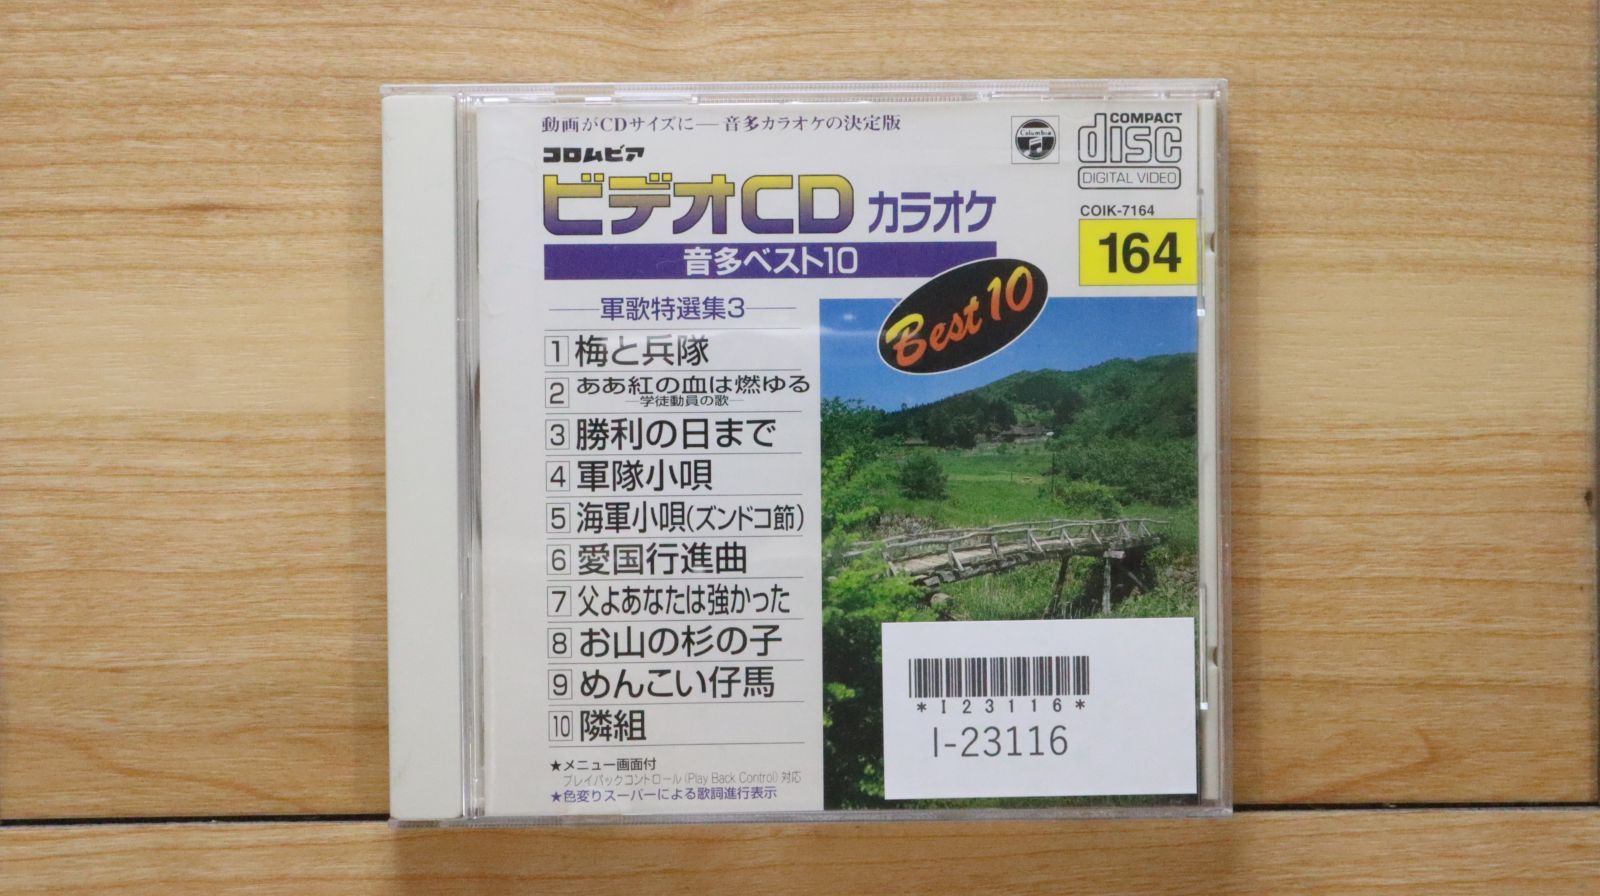 動画がCDサイズに―音多カラオケの決定版
コロムビア
ビデオCD カラオケ
音多ベスト10
Columbia
COMPACT
disc
DIGITAL VIDEO
COIK-7164
164
Best 10
軍歌特選集3
1 梅と兵隊
2 ああ紅の血は燃ゆる
―学徒動員の歌―
3 勝利の日まで
4 軍隊小唄
5 海軍小唄(ズンドコ節)
6 愛国行進曲
7 父よあなたは強かった
8 お山の杉の子
9 めんこい仔馬
10 隣組
★メニュー画面付
プレイバックコントロール(Play Back Control)対応
★色変りスーパーによる歌詞進行表示
*I23116*
I-23116